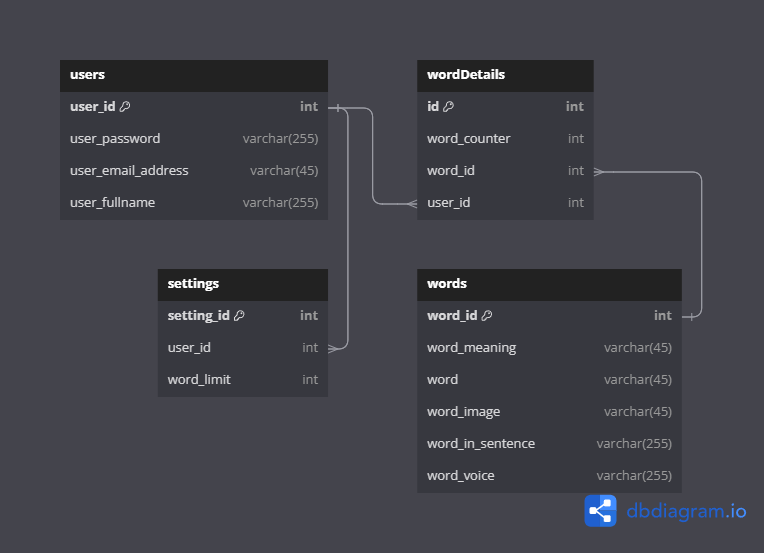 users
user_id int
user_password varchar(255)
user_email_address varchar(45)
user_fullname varchar(255)
wordDetails
id int
word_counter int
word_id int
user_id int
settings
setting_id int
user_id int
word_limit int
words
word_id int
word_meaning varchar(45)
word varchar(45)
word_image varchar(45)
word_in_sentence varchar(255)
word_voice varchar(255)
dbdiagram.io